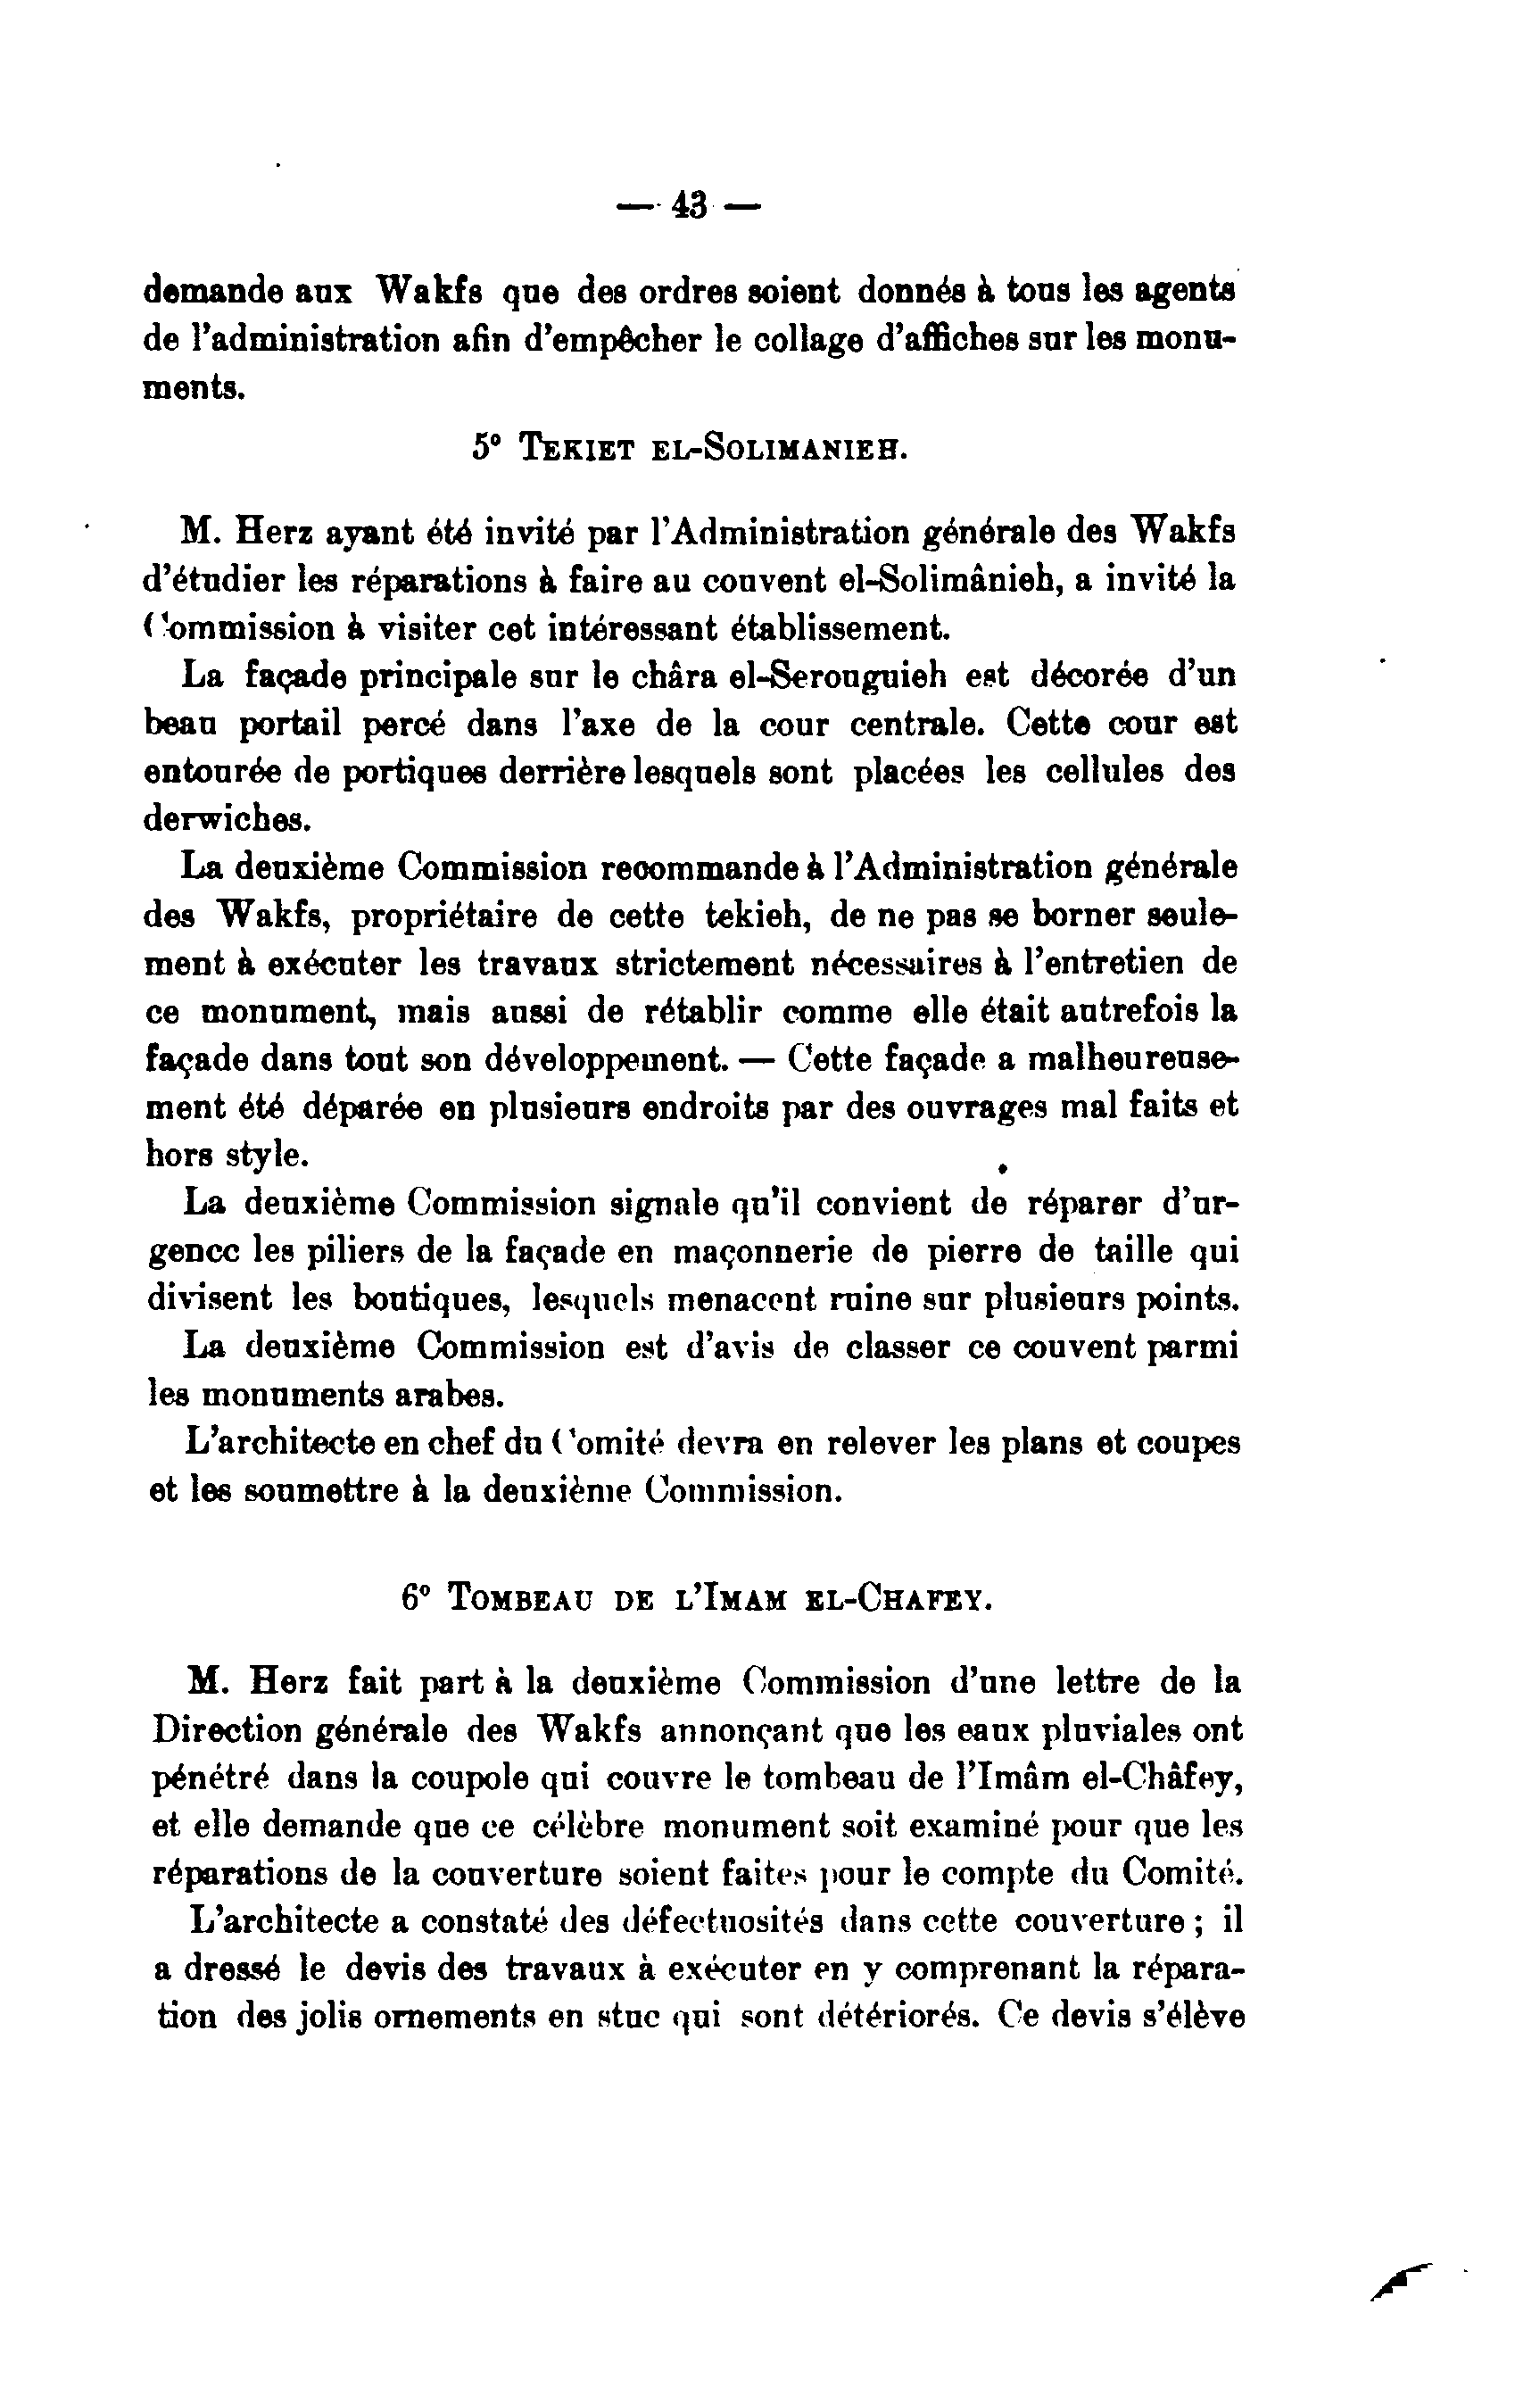 — 43 —
demande aux Wakfs que des ordres soient donnés à tous les agents
de l'administration afin d'empêcher le collage d'affiches sur les monu-
ments.
5° Tekiet el-Solimanieh.
M. Herz ayant été invité par l'Administration générale des Wakfs
d'étudier les réparations à faire au couvent el-Solimânieh, a invité la
Commission à visiter cet intéressant établissement.
La façade principale sur le châra el-Serouguieh est décorée d'un
beau portail percé dans l'axe de la cour centrale. Cette cour est
entourée de portiques derrière lesquels sont placées les cellules des
derwiches.
La deuxième Commission recommande à l'Administration générale
des Wakfs, propriétaire de cette tekieh, de ne pas se borner seule-
ment à exécuter les travaux strictement nécessaires à l'entretien de
ce monument, mais aussi de rétablir comme elle était autrefois la
façade dans tout son développement. — Cette façade a malheureuse-
ment été déparée en plusieurs endroits par des ouvrages mal faits et
hors style.
La deuxième Commission signale qu'il convient de réparer d'ur-
gence les piliers de la façade en maçonnerie de pierre de taille qui
divisent les boutiques, lesquels menacent ruine sur plusieurs points.
La deuxième Commission est d'avis de classer ce couvent parmi
les monuments arabes.
L'architecte en chef du Comité devra en relever les plans et coupes
et les soumettre à la deuxième Commission.
6° Tombeau de l'Imam el-Chafey.
M. Herz fait part à la deuxième Commission d'une lettre de la
Direction générale des Wakfs annonçant que les eaux pluviales ont
pénétré dans la coupole qui couvre le tombeau de l'Imâm el-Châfey,
et elle demande que ce célèbre monument soit examiné pour que les
réparations de la couverture soient faites pour le compte du Comité.
L'architecte a constaté des défectuosités dans cette couverture ; il
a dressé le devis des travaux à exécuter en y comprenant la répara-
tion des jolis ornements en stuc qui sont détériorés. Ce devis s'élève